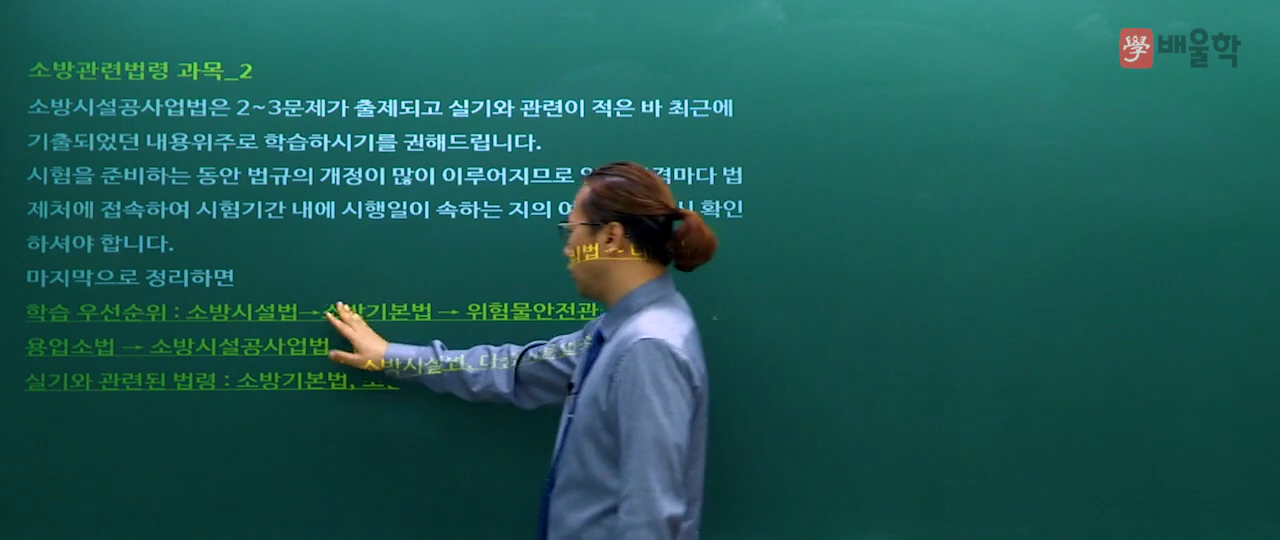 學 배울학
소방관련법령 과목_2
소방시설공사업법은 2~3문제가 출제되고 실기와 관련이 적은 바 최근에
기출되었던 내용위주로 학습하시기를 권해드립니다.
시험을 준비하는 동안 법규의 개정이 많이 이루어지므로 법
제처에 접속하여 시험기간 내에 시행일이 속하는 지의 확인
하셔야 합니다.
마지막으로 정리하면
학습 우선순위 : 소방시설법→소방기본법 → 위험물안전관
용업소법 → 소방시설공사업법
실기와 관련된 법령 : 소방기본법,